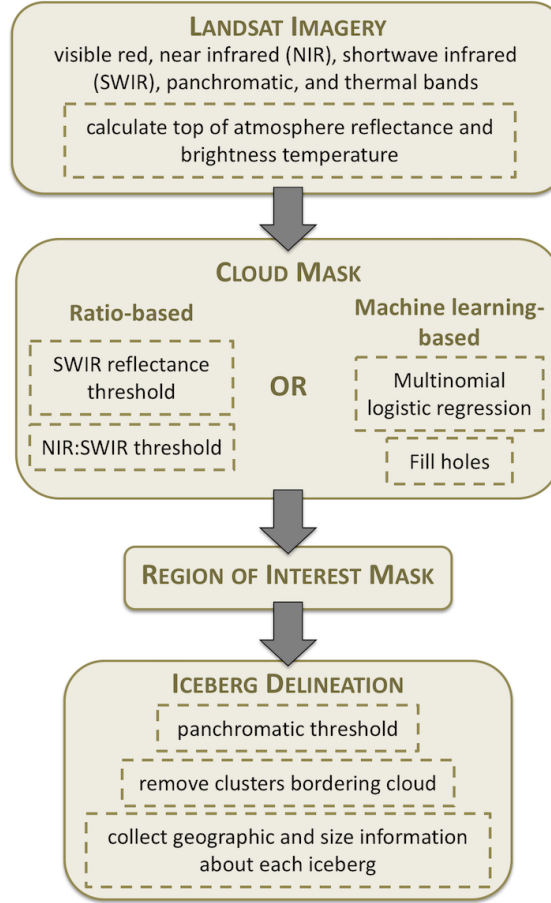 LANDSAT IMAGERY
visible red, near infrared (NIR), shortwave infrared
(SWIR), panchromatic, and thermal bands
calculate top of atmosphere reflectance and
brightness temperature
CLOUD MASK
Ratio-based
SWIR reflectance
threshold
NIR:SWIR threshold
OR
Machine learning-
based
Multinomial
logistic regression
Fill holes
REGION OF INTEREST MASK
ICEBERG DELINEATION
panchromatic threshold
remove clusters bordering cloud
collect geographic and size information
about each iceberg